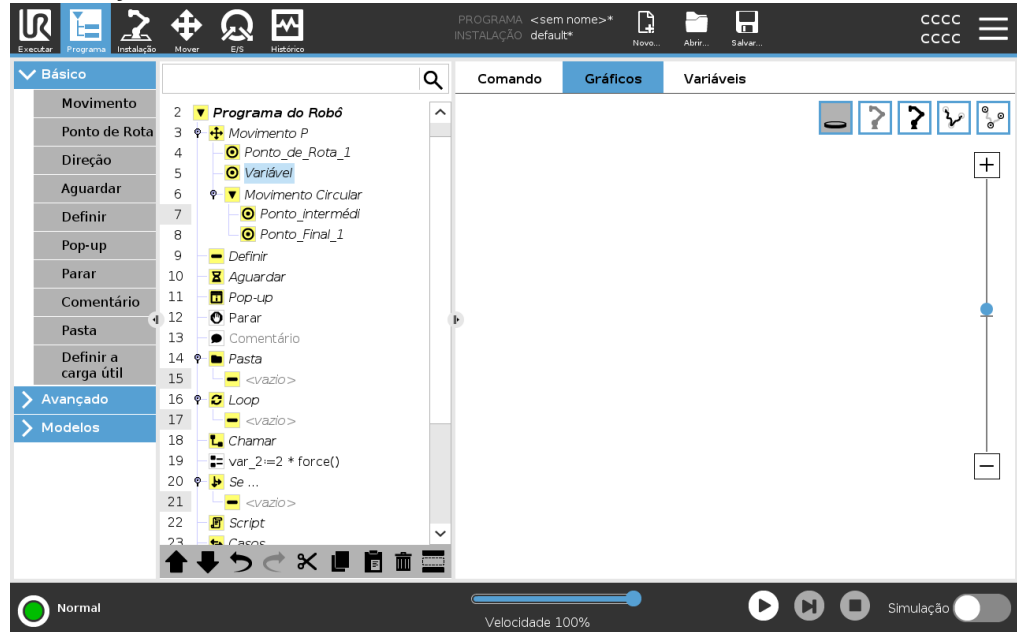 PROGRAMA <sem nome>*
INSTALAÇÃO default*
Executar Programa Instalação Mover E/S Histórico Novo... Abrir... Salvar...
CCCC
CCCC
Básico
Movimento
Ponto de Rota
Direção
Aguardar
Definir
Pop-up
Parar
Comentário
Pasta
Definir a
carga útil
Avançado
Modelos
2 Programa do Robô
3 Movimento P
4 Ponto_de_Rota_1
5 Variável
6 Movimento Circular
7 Ponto_intermédi
8 Ponto_Final_1
9 Definir
10 Aguardar
11 Pop-up
12 Parar
13 Comentário
14 Pasta
15 <vazio>
16 Loop
17 <vazio>
18 Chamar
19 var_2:=2 * force()
20 Se ...
21 <vazio>
22 Script
23 Casos
Comando Gráficos Variáveis
Normal
Velocidade 100%
Simulação